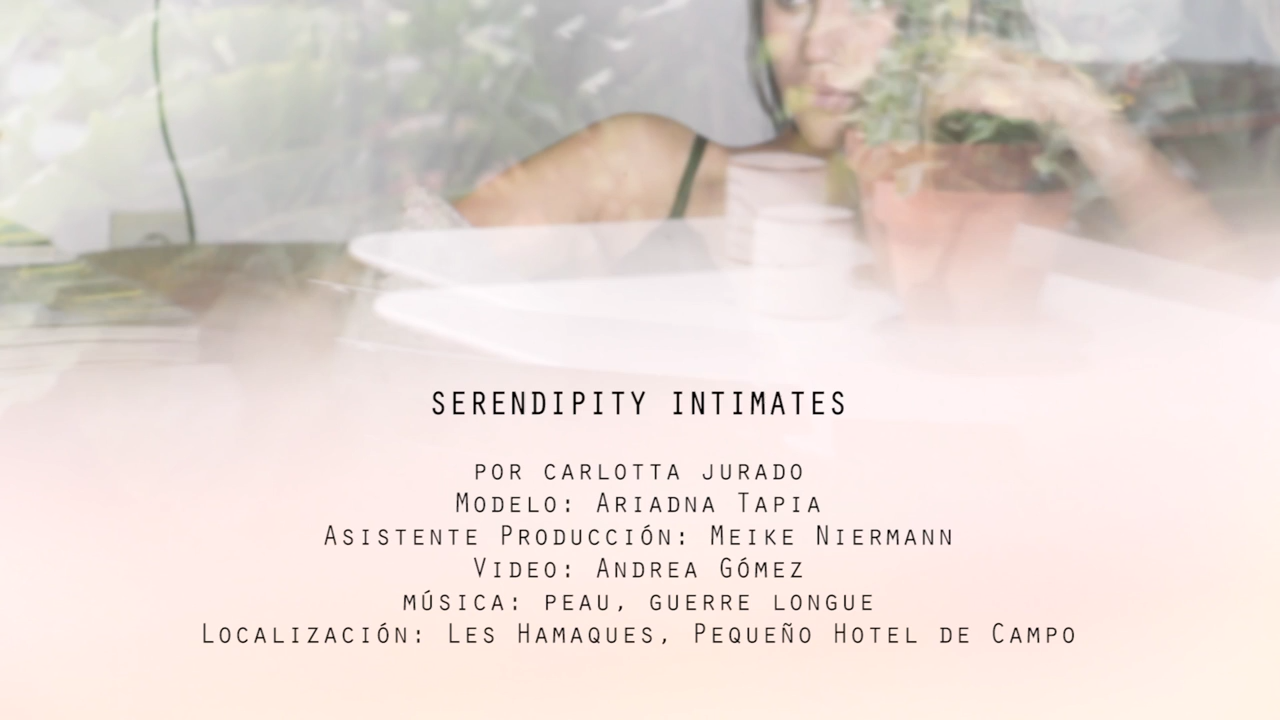 SERENDIPITY INTIMATES
POR CARLOTTA JURADO
MODELO: ARIADNA TAPIA
ASISTENTE PRODUCCIÓN: MEIKE NIERMANN
VIDEO: ANDREA GÓMEZ
MÚSICA: PEAU, GUERRE LONGUE
LOCALIZACIÓN: LES HAMAQUES, PEQUEÑO HOTEL DE CAMPO